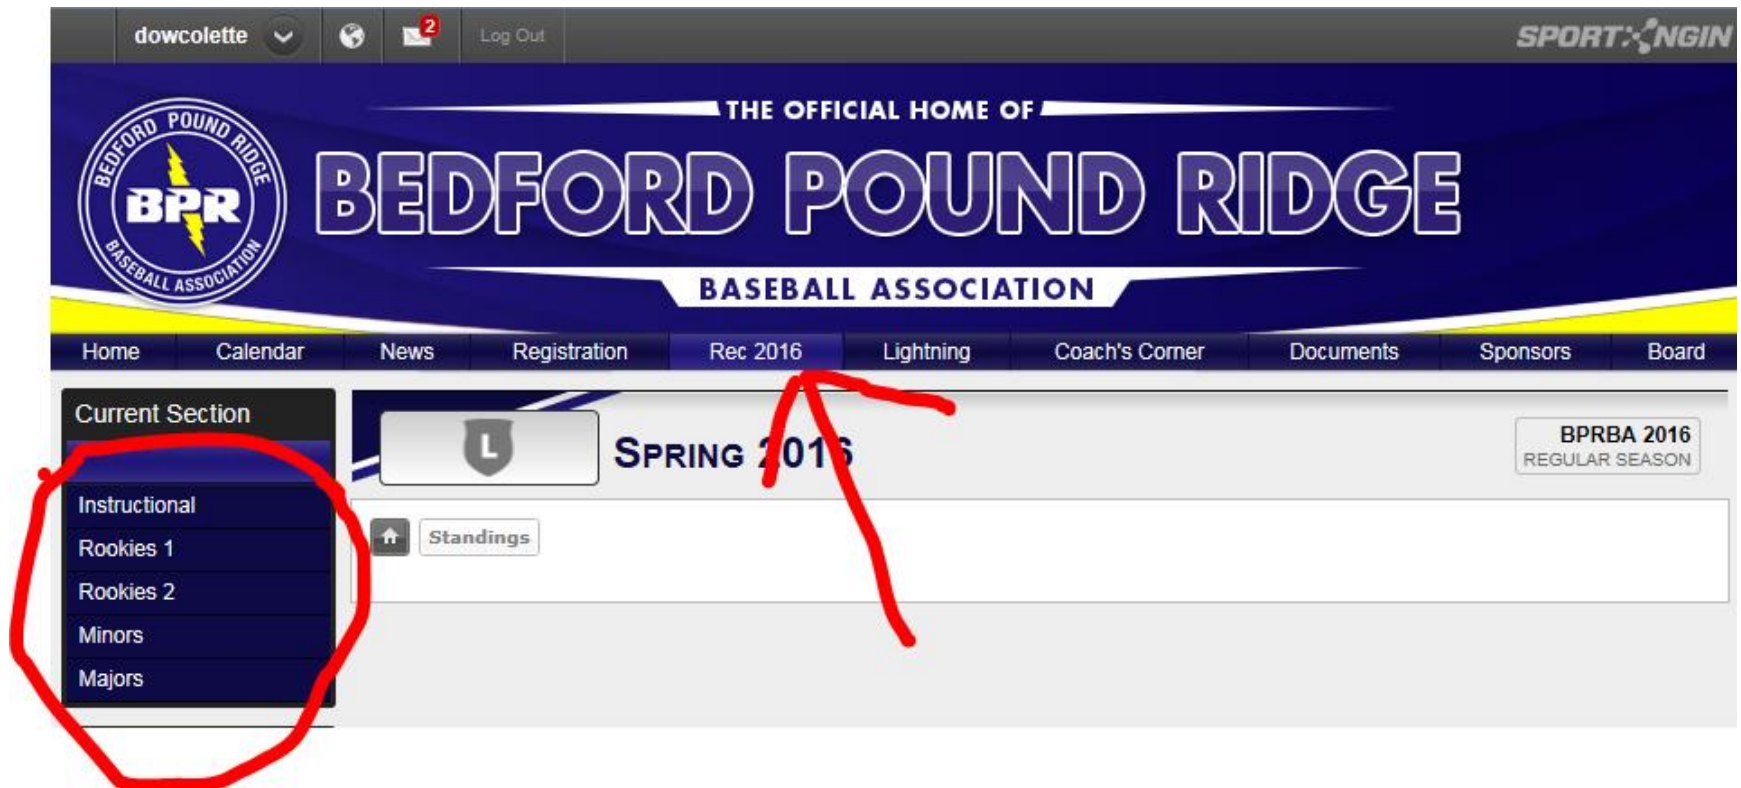 dowcolette
2
Log Out
SPORT NGIN
THE OFFICIAL HOME OF
BEDFORD POUND RIDGE
BASEBALL ASSOCIATION
BEDFORD POUND RIDGE
BPR
BASEBALL ASSOCIATION
Home Calendar News Registration Rec 2016 Lightning Coach's Corner Documents Sponsors Board
Current Section
Instructional
Rookies 1
Rookies 2
Minors
Majors
L
SPRING 2016
BPRBA 2016
REGULAR SEASON
Standings